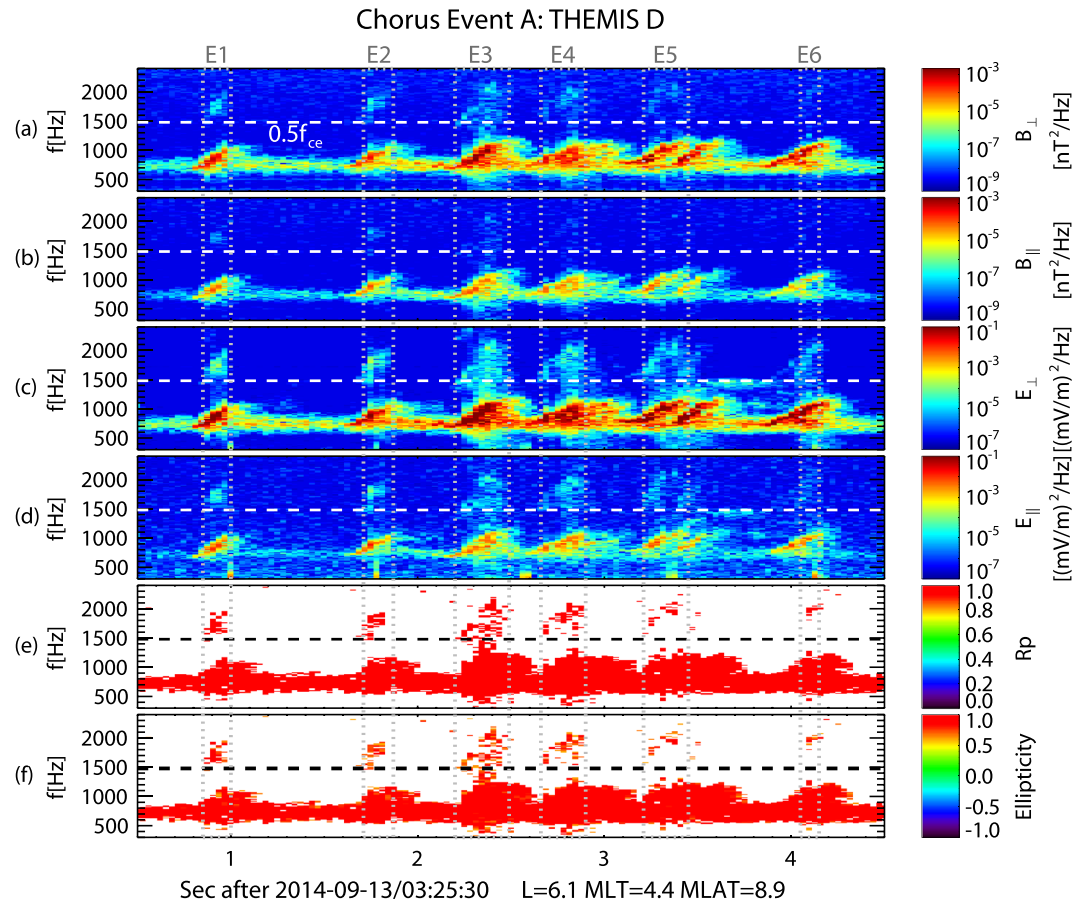 Chorus Event A: THEMIS D
E1 E2 E3 E4 E5 E6
(a)
f[Hz]
2000
1500
1000
500
0.5fce
10⁻³
10⁻⁵
10⁻⁷
10⁻⁹
B⊥
[nT²/Hz]
(b)
f[Hz]
2000
1500
1000
500
10⁻³
10⁻⁵
10⁻⁷
10⁻⁹
B∥
[nT²/Hz]
(c)
f[Hz]
2000
1500
1000
500
10⁻¹
10⁻³
10⁻⁵
10⁻⁷
E⊥
[(mV/m)²/Hz]
(d)
f[Hz]
2000
1500
1000
500
10⁻¹
10⁻³
10⁻⁵
10⁻⁷
E∥
[(mV/m)²/Hz]
(e)
f[Hz]
2000
1500
1000
500
1.0
0.8
0.6
0.4
0.2
0.0
Rp
(f)
f[Hz]
2000
1500
1000
500
1.0
0.5
0.0
-0.5
-1.0
Ellipticity
1 2 3 4
Sec after 2014-09-13/03:25:30 L=6.1 MLT=4.4 MLAT=8.9